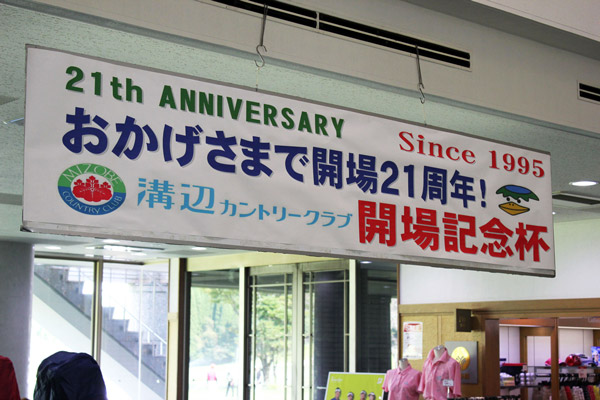 21th ANNIVERSARY
Since 1995
おかげさまで開場21周年!
MIZOBE
COUNTRY CLUB
溝辺カントリークラブ
開場記念杯